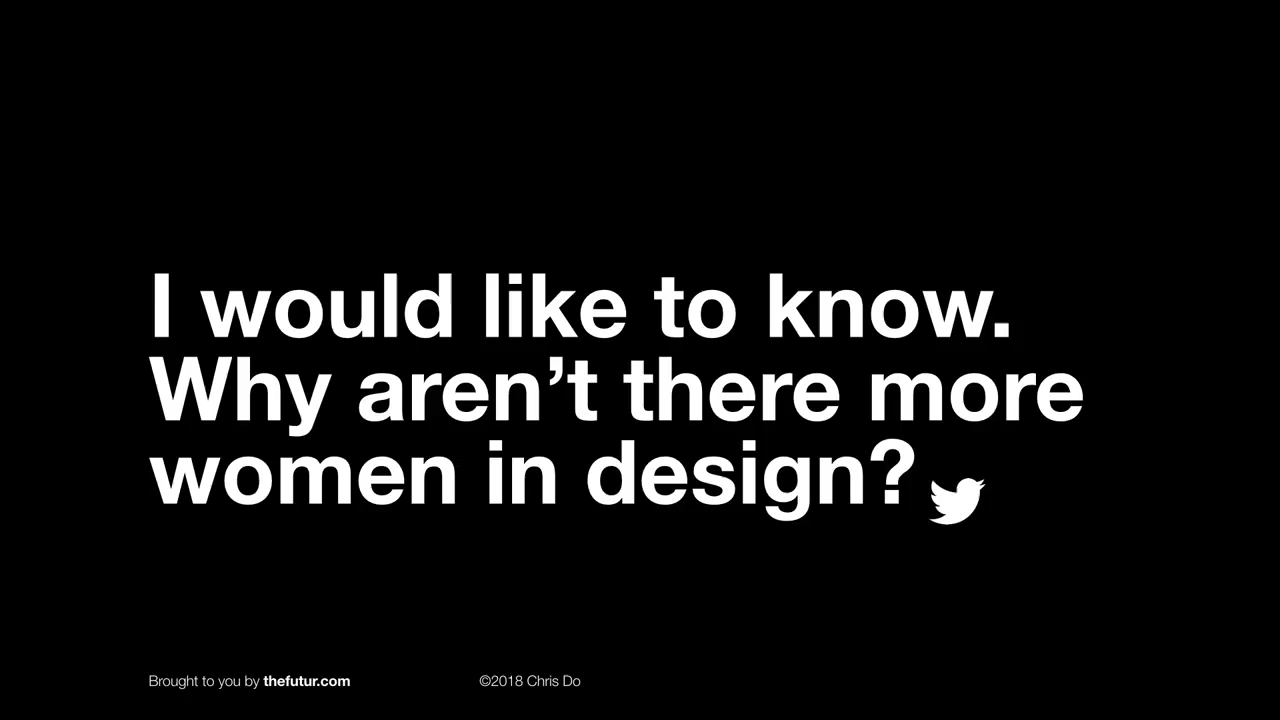 I would like to know.
Why aren’t there more
women in design?
Brought to you by thefutur.com
©2018 Chris Do